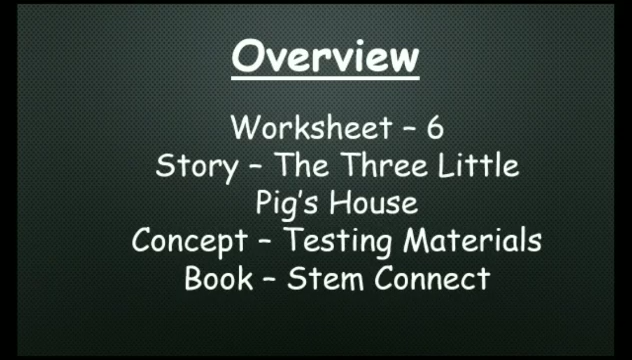 Overview
Worksheet – 6
Story – The Three Little
Pig's House
Concept – Testing Materials
Book – Stem Connect